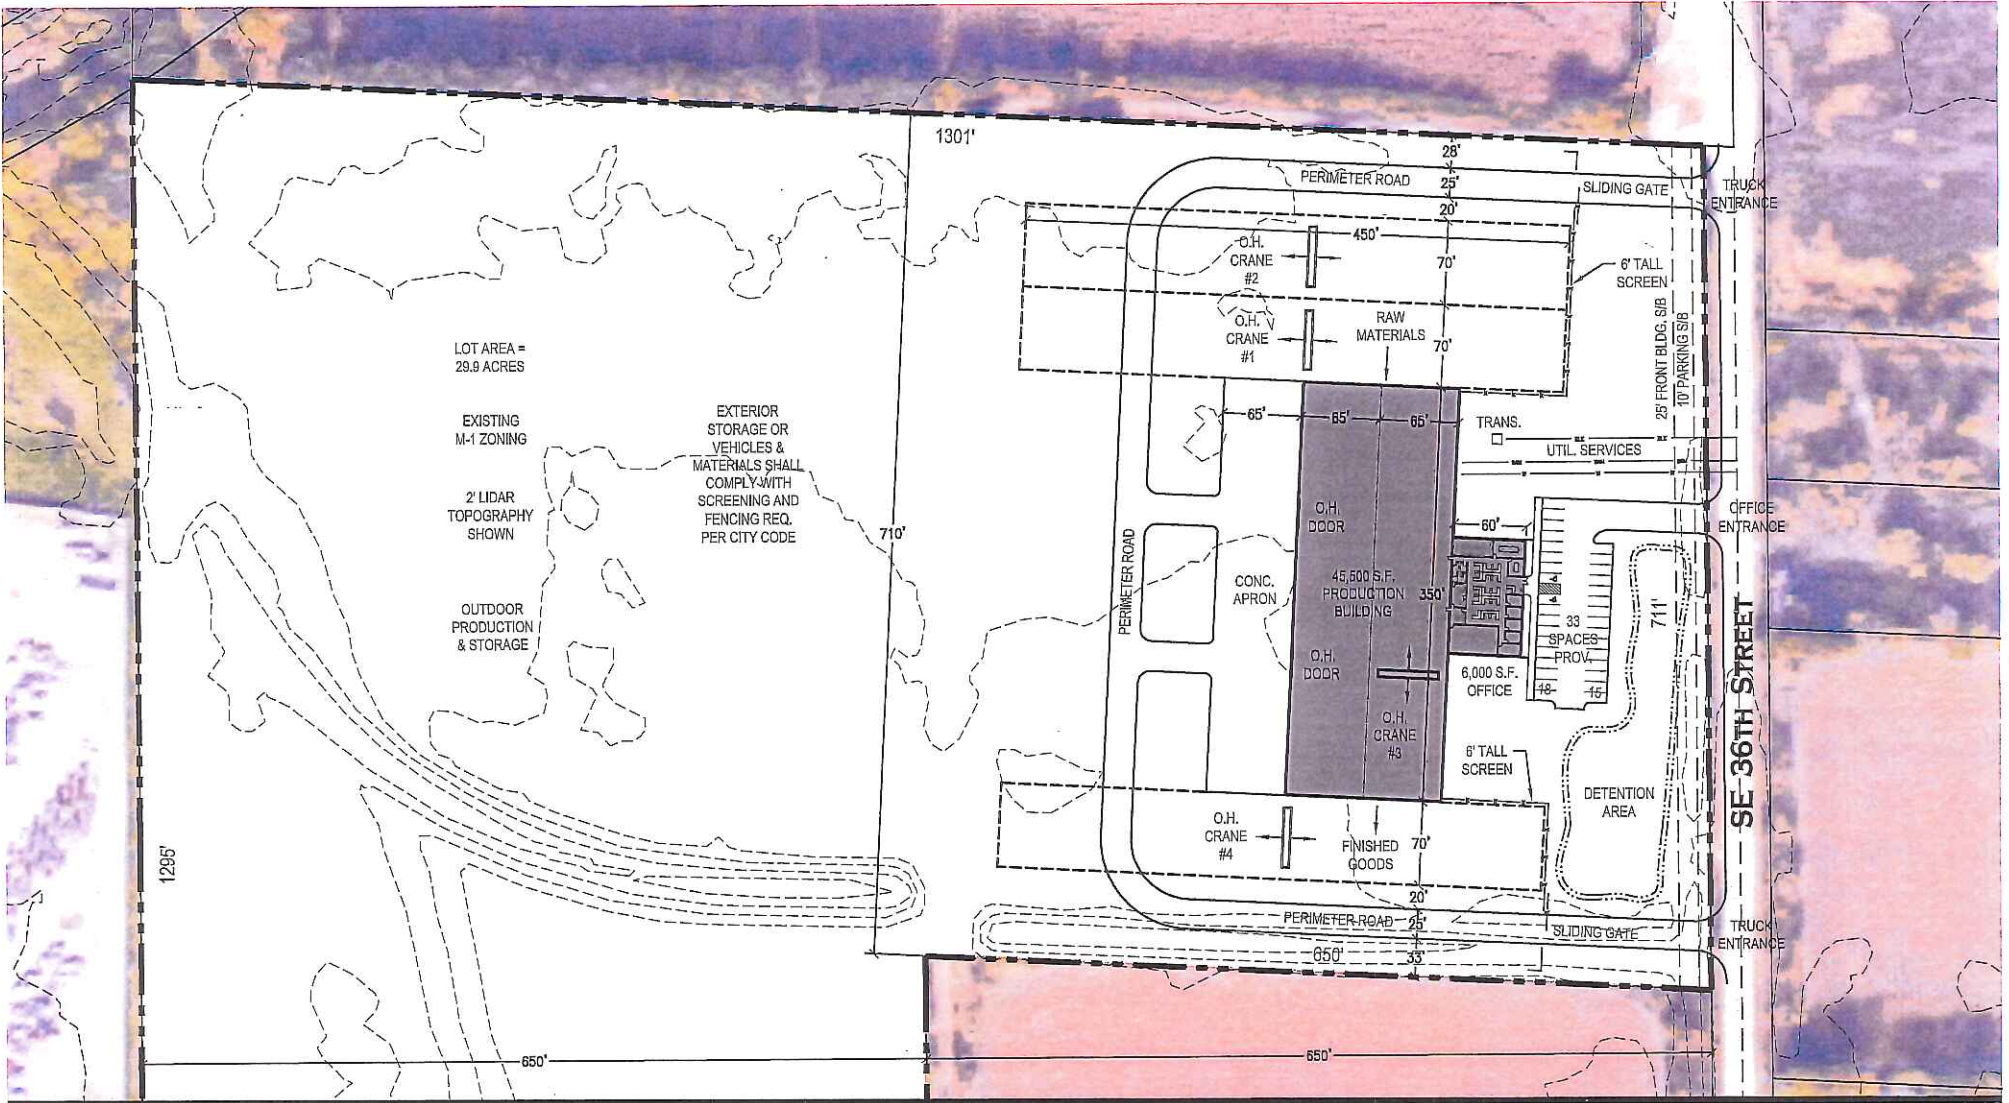 1301'
28'
PERIMETER ROAD
25'
SLIDING GATE
TRUCK
ENTRANCE
20'
450'
O.H.
CRANE
#2
70'
6' TALL
SCREEN
O.H.
CRANE
#1
RAW
MATERIALS
70'
25' FRONT BLDG. S/B
10' PARKING S/B
LOT AREA =
29.9 ACRES
EXISTING
M-1 ZONING
2' LIDAR
TOPOGRAPHY
SHOWN
OUTDOOR
PRODUCTION
& STORAGE
EXTERIOR
STORAGE OR
VEHICLES &
MATERIALS SHALL
COMPLY WITH
SCREENING AND
FENCING REQ.
PER CITY CODE
710'
65'
65'
65'
TRANS.
UTIL. SERVICES
OFFICE
ENTRANCE
O.H.
DOOR
60'
PERIMETER ROAD
CONC.
APRON
45,500 S.F.
PRODUCTION
BUILDING
350'
33
SPACES
PROV.
18
15
711'
SE 36TH STREET
O.H.
DOOR
6,000 S.F.
OFFICE
O.H.
CRANE
#3
6' TALL
SCREEN
DETENTION
AREA
O.H.
CRANE
#4
FINISHED
GOODS
70'
1295'
20'
PERIMETER ROAD
25'
SLIDING GATE
TRUCK
ENTRANCE
650'
33'
650'
650'